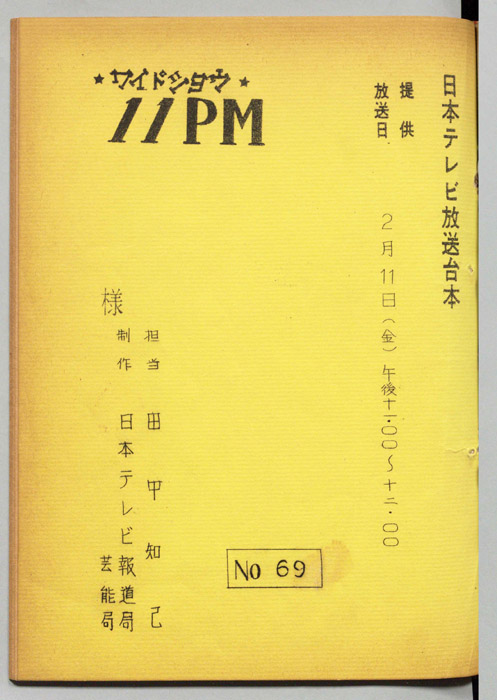 日本テレビ放送台本
提供
放送日
2月11日(金)午後十一・〇〇〜十二・〇〇
★ワイドショウ★
11PM
担当 田中知己
制作 日本テレビ報道局
芸能局
様
No 69